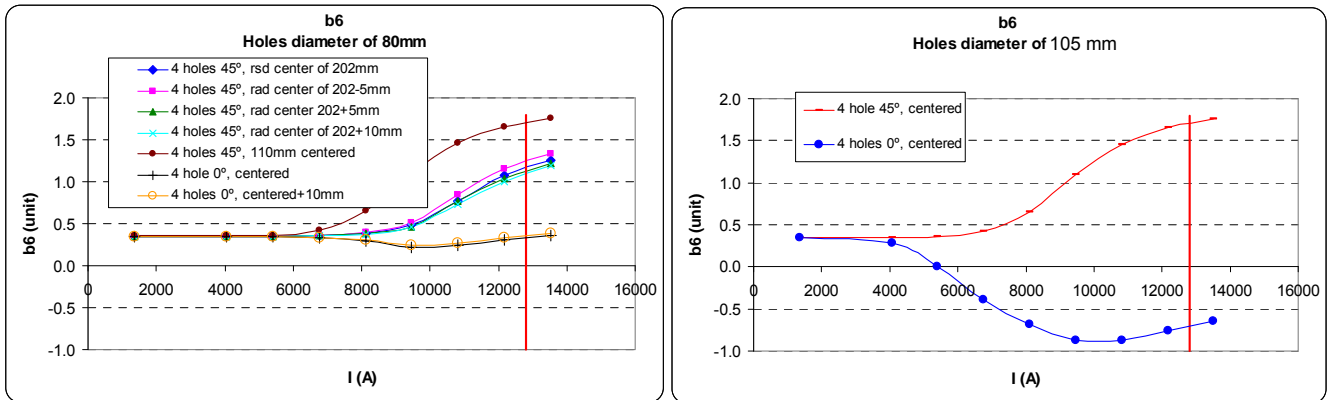 b6
Holes diameter of 80mm
4 holes 45º, rsd center of 202mm
4 holes 45º, rad center of 202-5mm
4 holes 45º, rad center 202+5mm
4 holes 45º, rad center of 202+10mm
4 holes 45º, 110mm centered
4 hole 0º, centered
4 holes 0º, centered+10mm
2.0
1.5
1.0
0.5
0.0
-0.5
-1.0
b6 (unit)
0 2000 4000 6000 8000 10000 12000 14000 16000
I (A)
b6
Holes diameter of 105 mm
4 hole 45º, centered
4 holes 0º, centered
2.0
1.5
1.0
0.5
0.0
-0.5
-1.0
b6 (unit)
0 2000 4000 6000 8000 10000 12000 14000 16000
I (A)